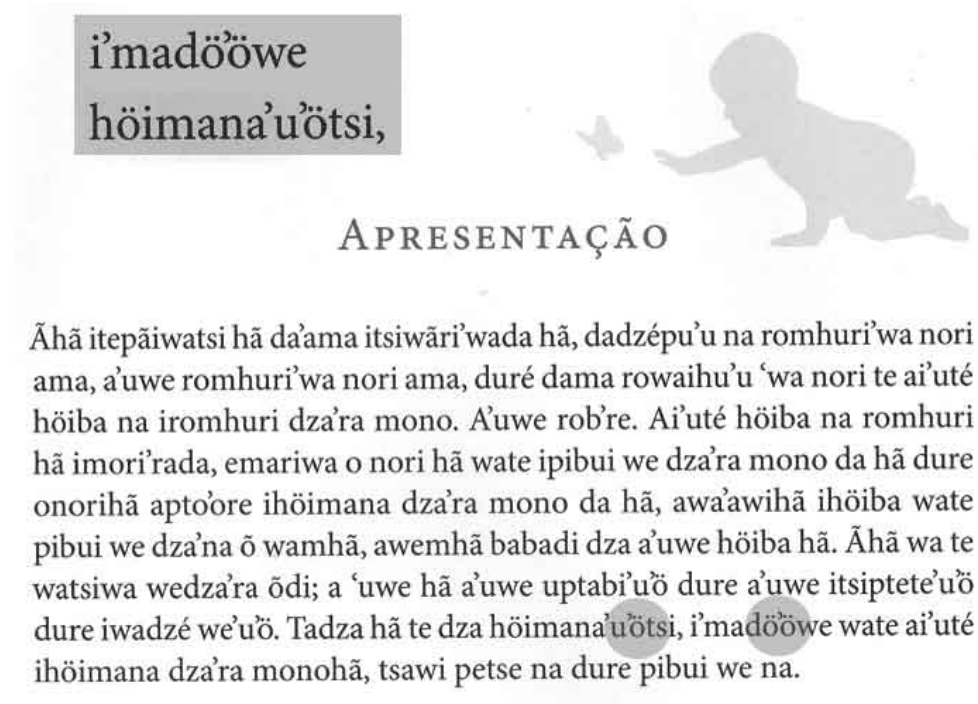 i’madö’öwe
höimana’u’ötsi,
Apresentação
Ãhã itepãiwatsi hã da’ama itsiwãri’wada hã, dadzépu’u na romhuri’wa nori
ama, a’uwe romhuri’wa nori ama, duré dama rowaihu’u ‘wa nori te ai’uté
höiba na iromhuri dza’ra mono. A’uwe rob’re. Ai’uté höiba na romhuri
hã imori’rada, emariwa o nori hã wate ipibui we dza’ra mono da hã dure
onorihã apto’ore ihöimana dza’ra mono da hã, awa’awihã ihöiba wate
pibui we dza’na õ wamhã, awemhã babadi dza a’uwe höiba hã. Ãhã wa te
watsiwa wedza’ra õdi; a ‘uwe hã a’uwe uptabi’u’ö dure a’uwe itsiptete’u’ö
dure iwadzé we’u’ö. Tadza hã te dza höimana’u’ötsi, i’madö’öwe wate ai’uté
ihöimana dza’ra monohã, tsawi petse na dure pibui we na.